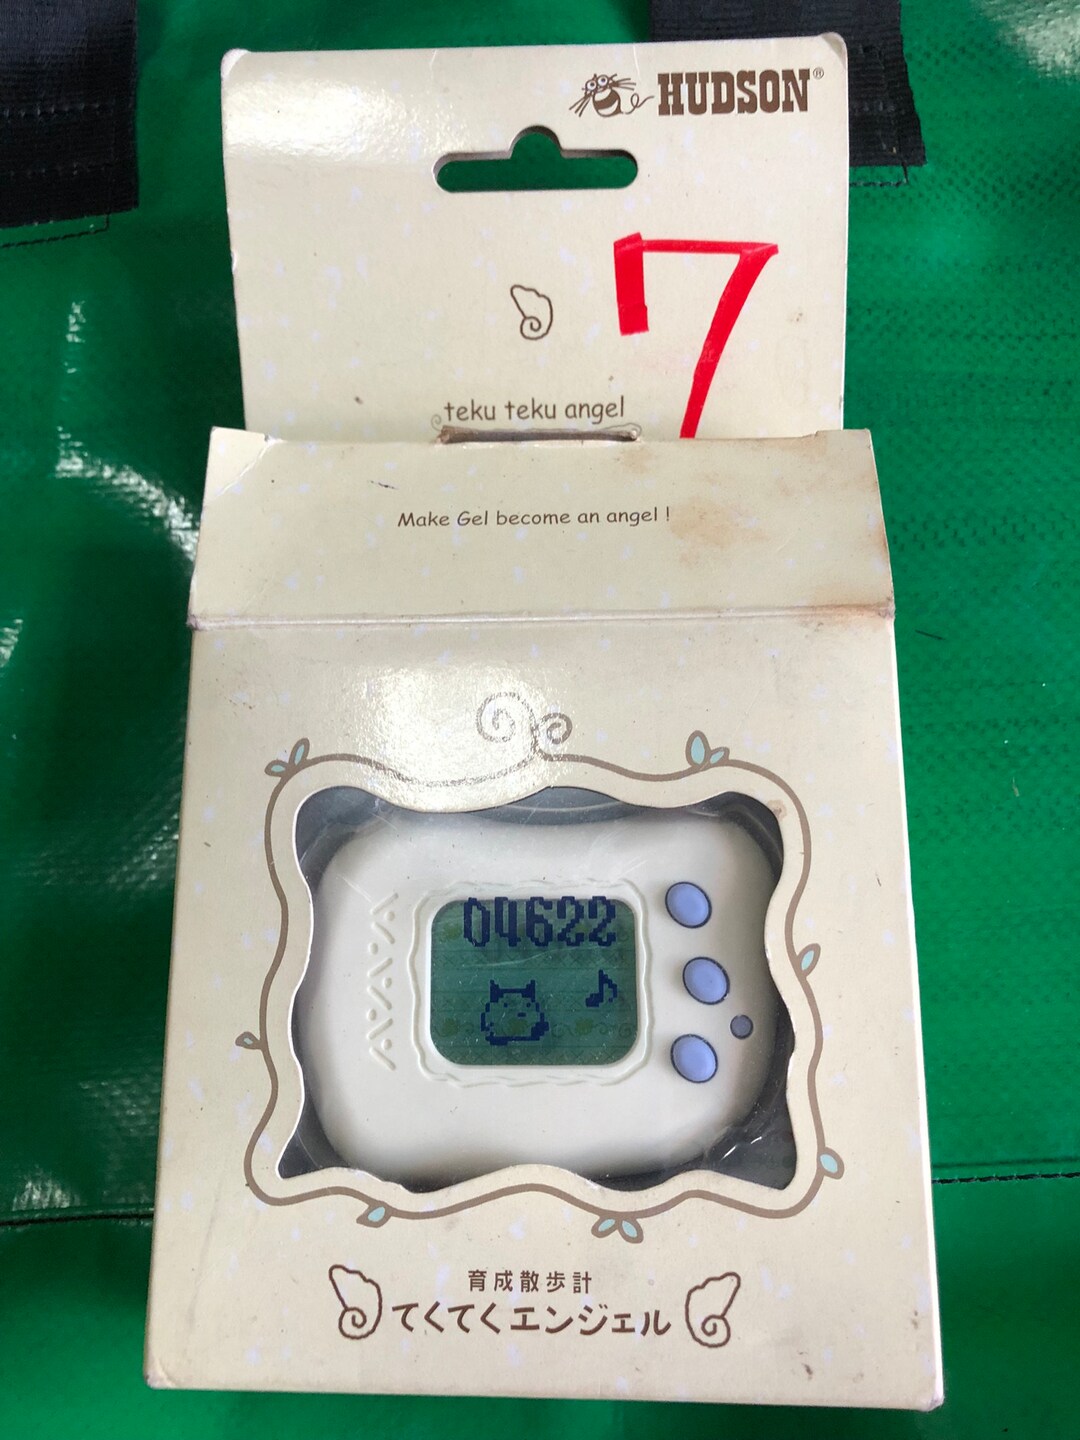 HUDSON®
7
teku teku angel
Make Gel become an angel !
04622
育成散歩計
てくてくエンジェル